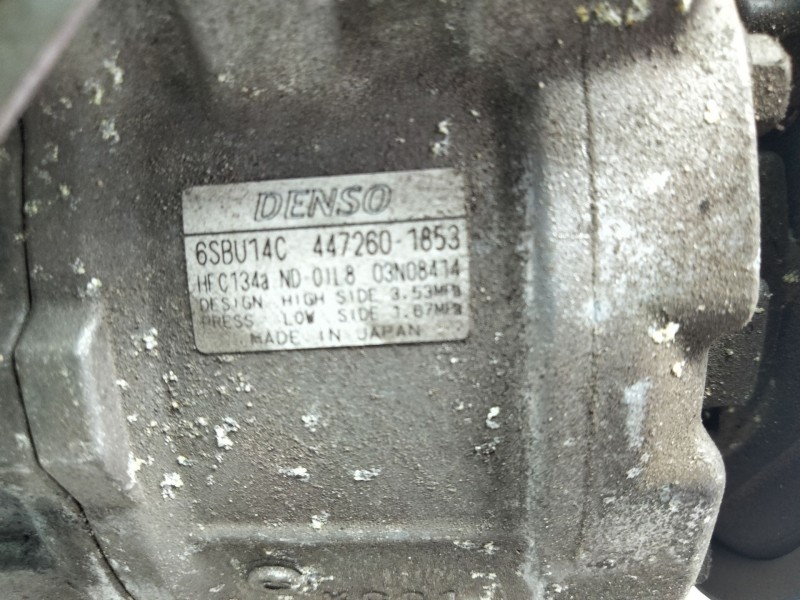 DENSO
6SBU14C 447260-1853
HFC134a ND-OIL8 03N08414
DESIGN HIGH SIDE 3.53MPa
PRESS LOW SIDE 1.67MPa
MADE IN JAPAN